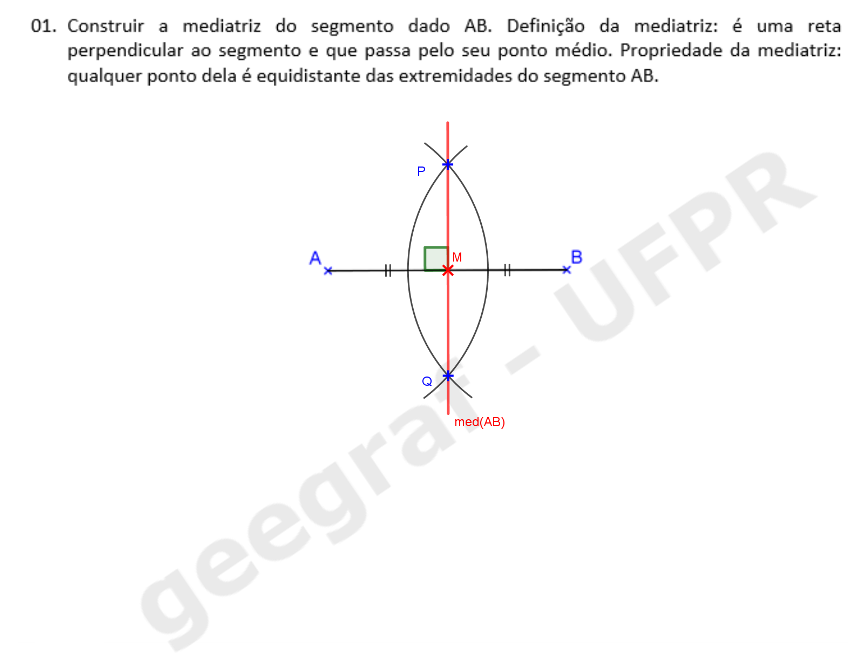 01. Construir a mediatriz do segmento dado AB. Definição da mediatriz: é uma reta
perpendicular ao segmento e que passa pelo seu ponto médio. Propriedade da mediatriz:
qualquer ponto dela é equidistante das extremidades do segmento AB.
P
A
M
B
Q
med(AB)
geegraf - UFPR